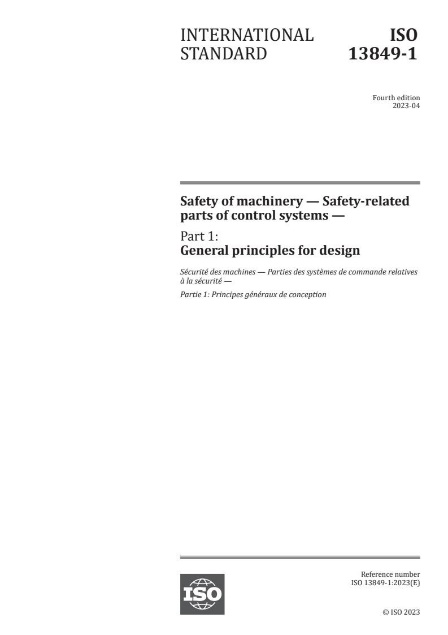 INTERNATIONAL
STANDARD
ISO
13849-1
Fourth edition
2023-04
Safety of machinery — Safety-related
parts of control systems —
Part 1:
General principles for design
Sécurité des machines — Parties des systèmes de commande relatives
à la sécurité —
Partie 1: Principes généraux de conception
ISO
Reference number
ISO 13849-1:2023(E)
© ISO 2023